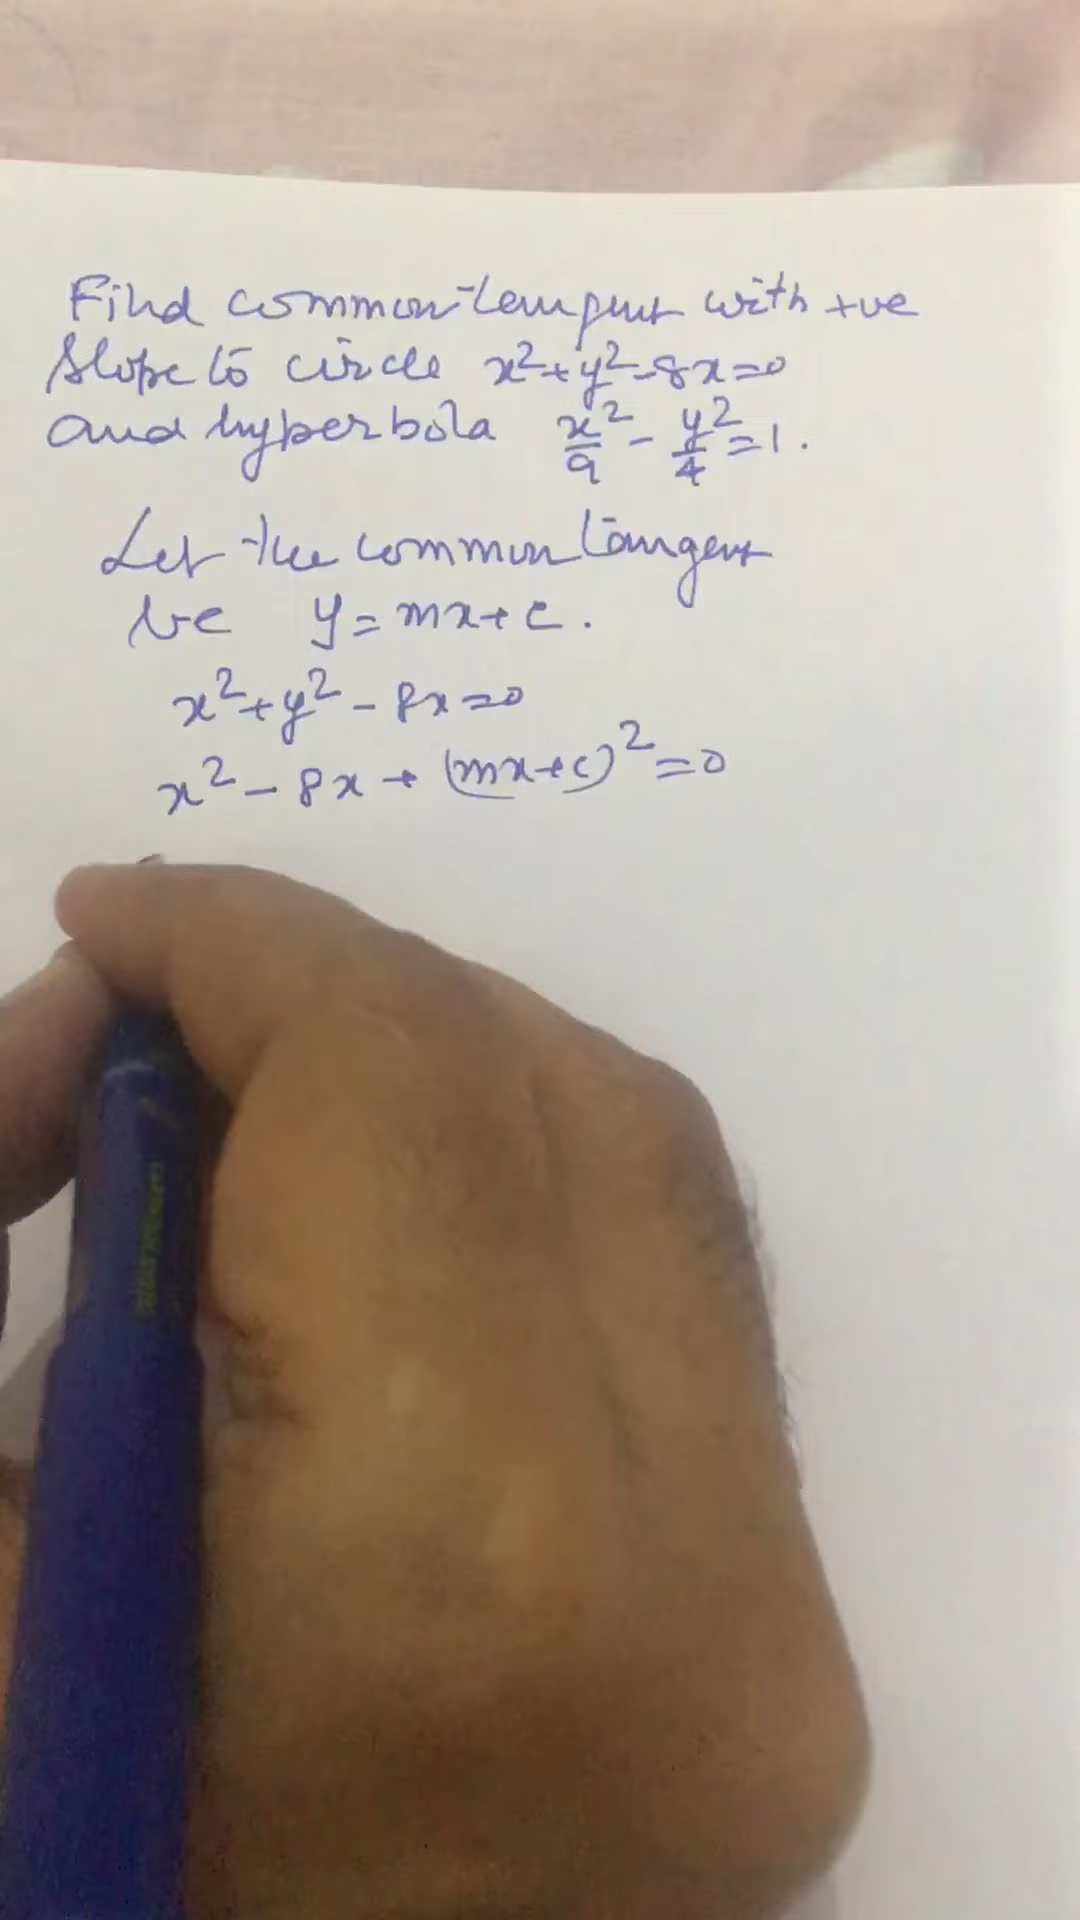 Find common tangent with +ve
slope to circle x²+y²-8x=0
and hyperbola x²/9 - y²/4 = 1.
Let the common tangent
be y = mx+c.
x²+y²-8x=0
x²-8x+(mx+c)²=0